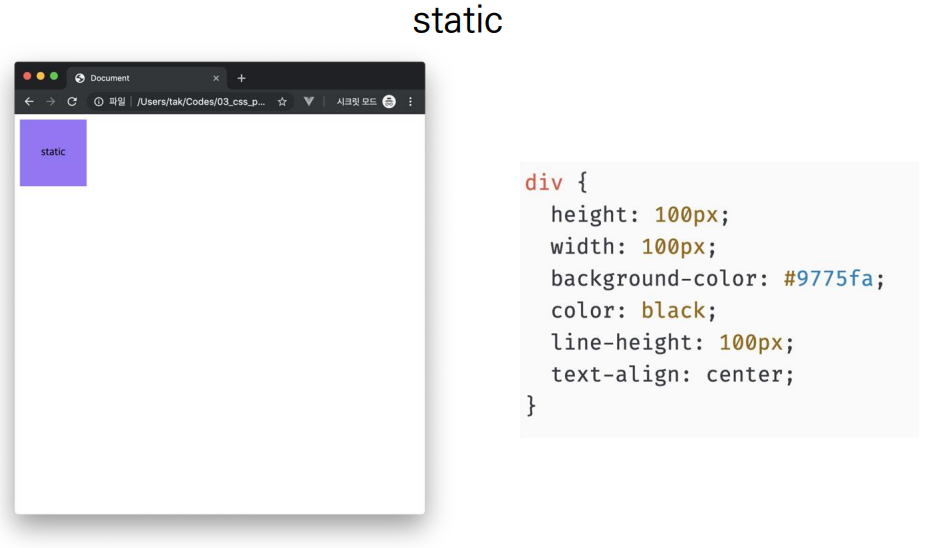 static
Document
파일 | /Users/tak/Codes/03_css_p... 시크릿 모드
static
div {
height: 100px;
width: 100px;
background-color: #9775fa;
color: black;
line-height: 100px;
text-align: center;
}